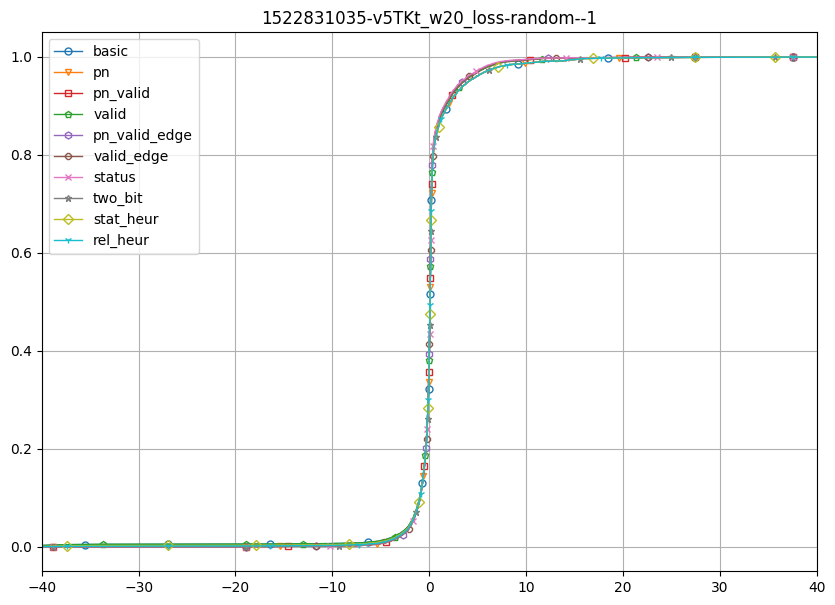 1522831035-v5TKt_w20_loss-random--1
1.0
0.8
0.6
0.4
0.2
0.0
basic
pn
pn_valid
valid
pn_valid_edge
valid_edge
status
two_bit
stat_heur
rel_heur
−40 −30 −20 −10 0 10 20 30 40